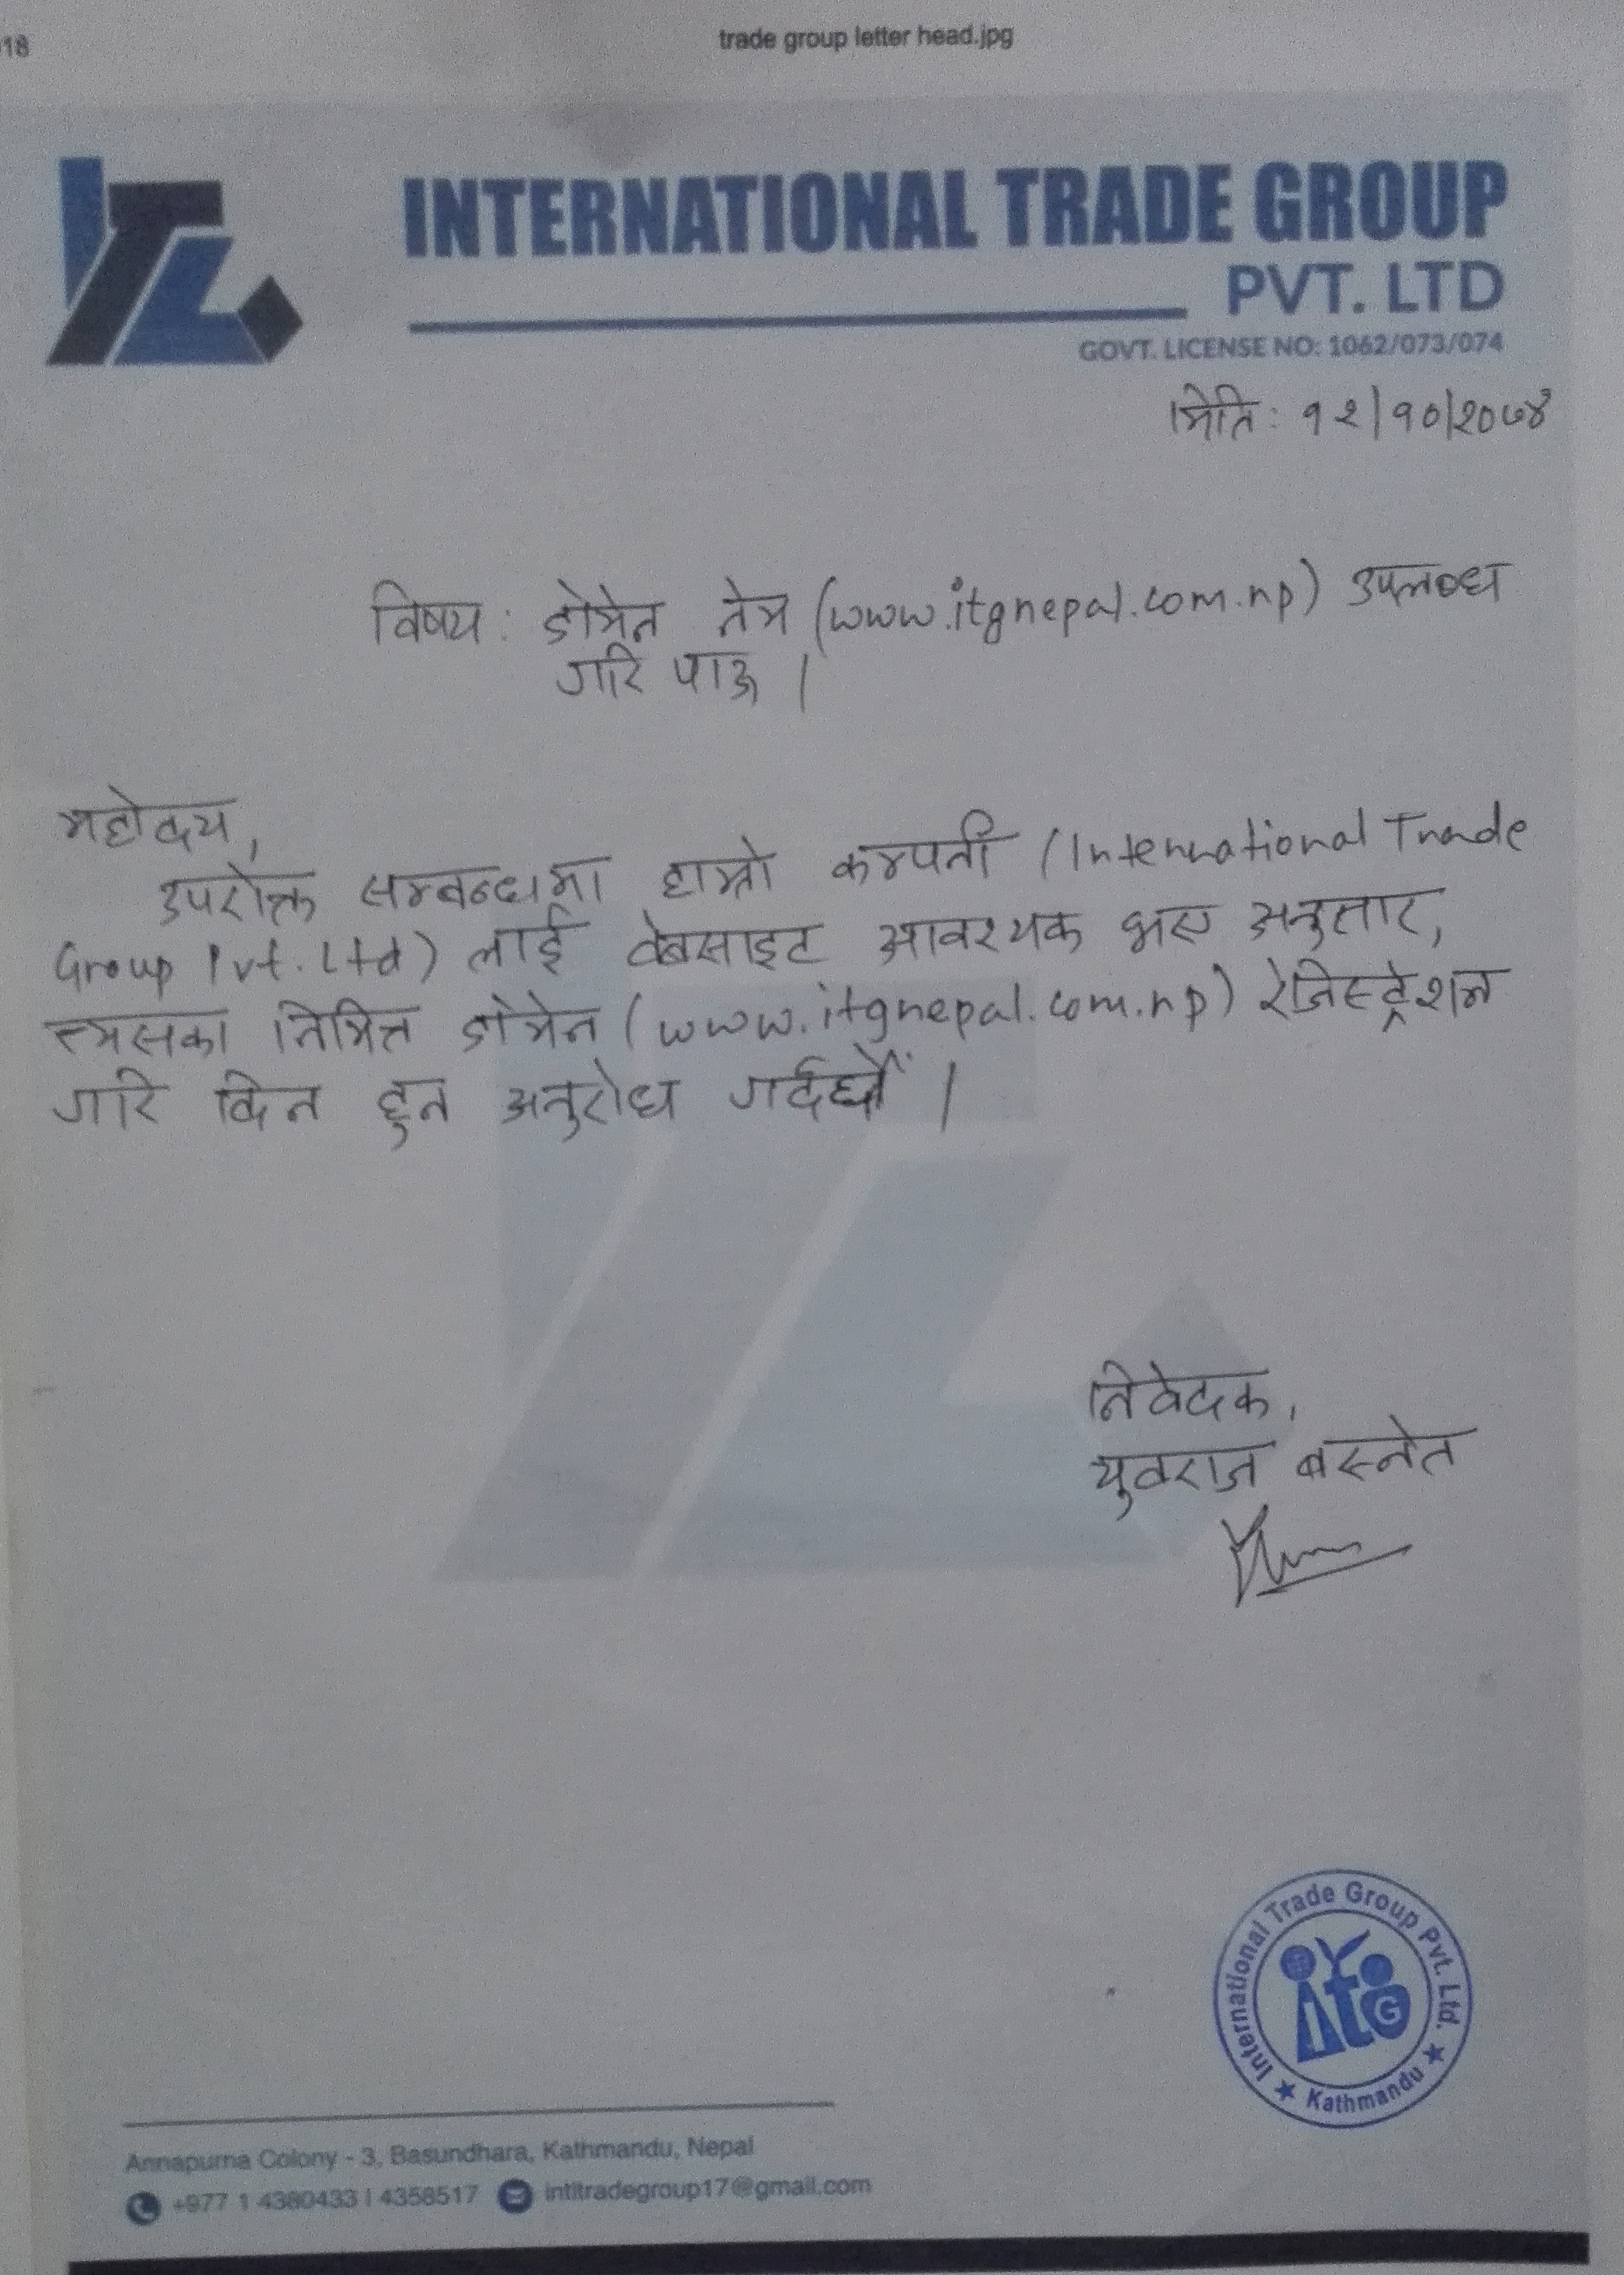 18
trade group letter head.jpg
INTERNATIONAL TRADE GROUP
PVT. LTD
GOVT. LICENSE NO: 1062/073/074
मिति: १२/१०/२०७४
विषय: डोमेन नेम (www.itgnepal.com.np) उपलब्ध
गरि पाऊ |
महोदय,
उपरोक्त सम्बन्धमा हाम्रो कम्पनी (International Trade
Group Pvt. Ltd) लाई वेबसाइट आवश्यक भए अनुसार,
त्यसका निमित्त डोमेन (www.itgnepal.com.np) रेजिस्ट्रेशन
गरि दिन हुन अनुरोध गर्दछौं |
निवेदक,
युवराज बस्नेत
International Trade Group Pvt. Ltd. ★ Kathmandu ★
itG
Annapurna Colony - 3, Basundhara, Kathmandu, Nepal
+977 1 4380433 | 4358517 intltradegroup17@gmail.com